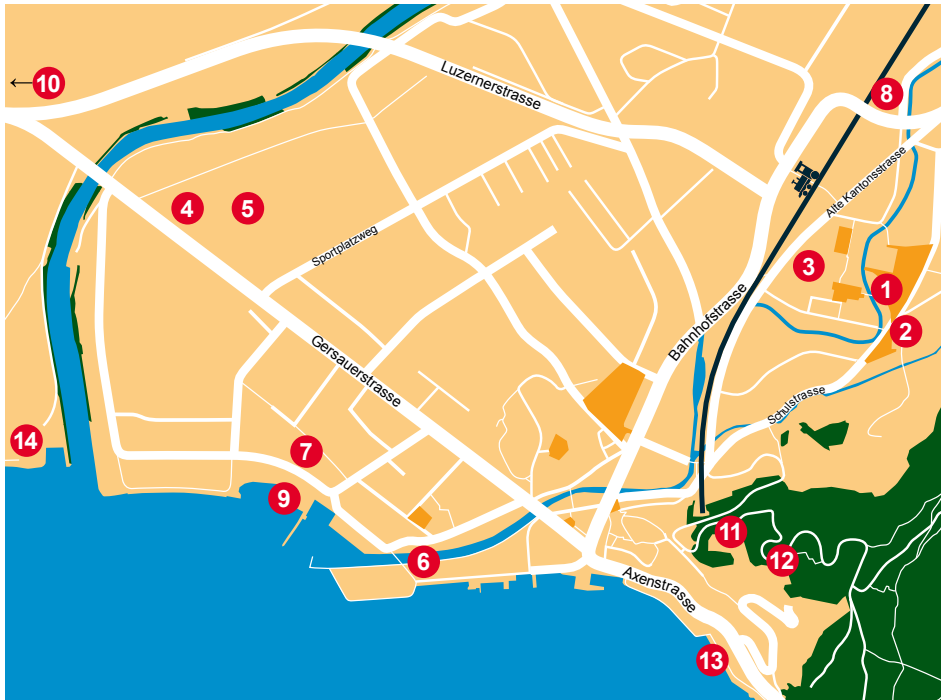 Luzernerstrasse
← 10
8
Alte Kantonsstrasse
4
5
Sportplatzweg
3
1
Bahnhofstrasse
2
Gersauerstrasse
Schulstrasse
14
7
9
11
6
12
Axenstrasse
13